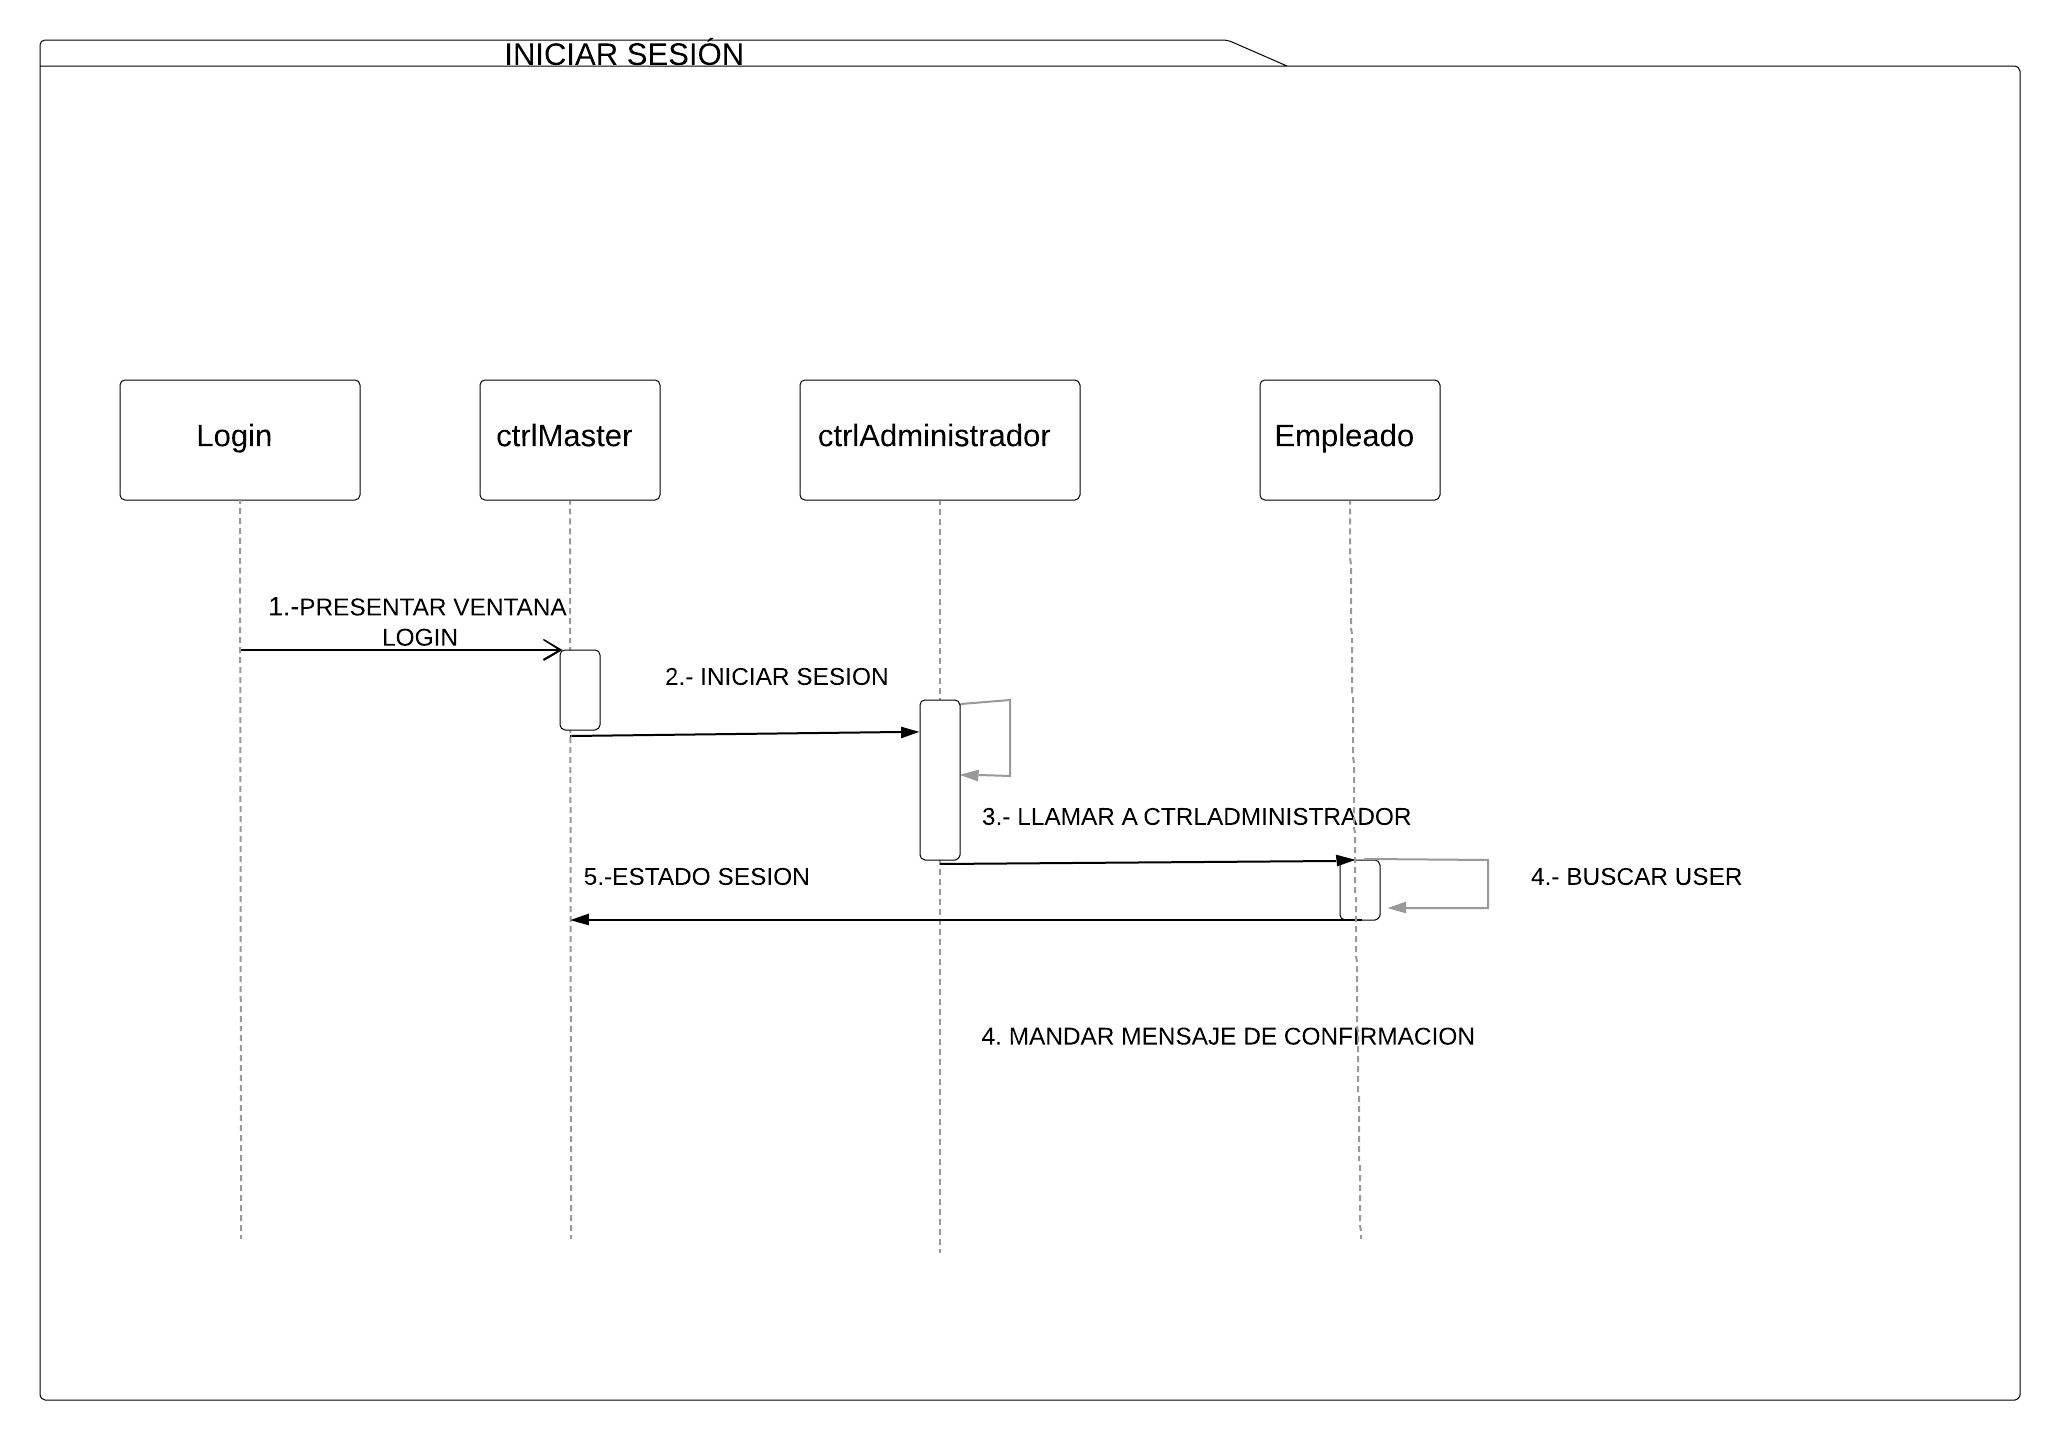 INICIAR SESIÓN
Login
ctrlMaster
ctrlAdministrador
Empleado
1.-PRESENTAR VENTANA
LOGIN
2.- INICIAR SESION
3.- LLAMAR A CTRLADMINISTRADOR
5.-ESTADO SESION
4.- BUSCAR USER
4. MANDAR MENSAJE DE CONFIRMACION